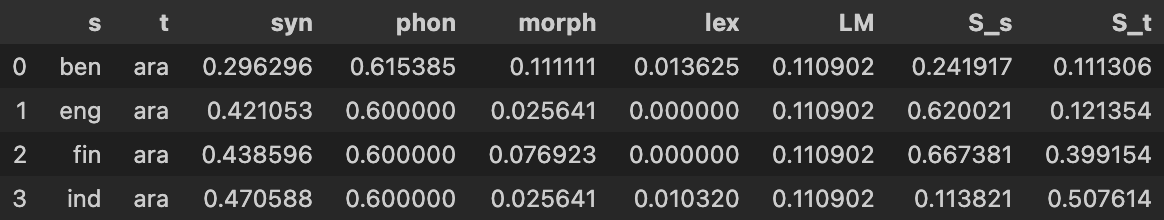 s t syn phon morph lex LM S_s S_t
0 ben ara 0.296296 0.615385 0.111111 0.013625 0.110902 0.241917 0.111306
1 eng ara 0.421053 0.600000 0.025641 0.000000 0.110902 0.620021 0.121354
2 fin ara 0.438596 0.600000 0.076923 0.000000 0.110902 0.667381 0.399154
3 ind ara 0.470588 0.600000 0.025641 0.010320 0.110902 0.113821 0.507614